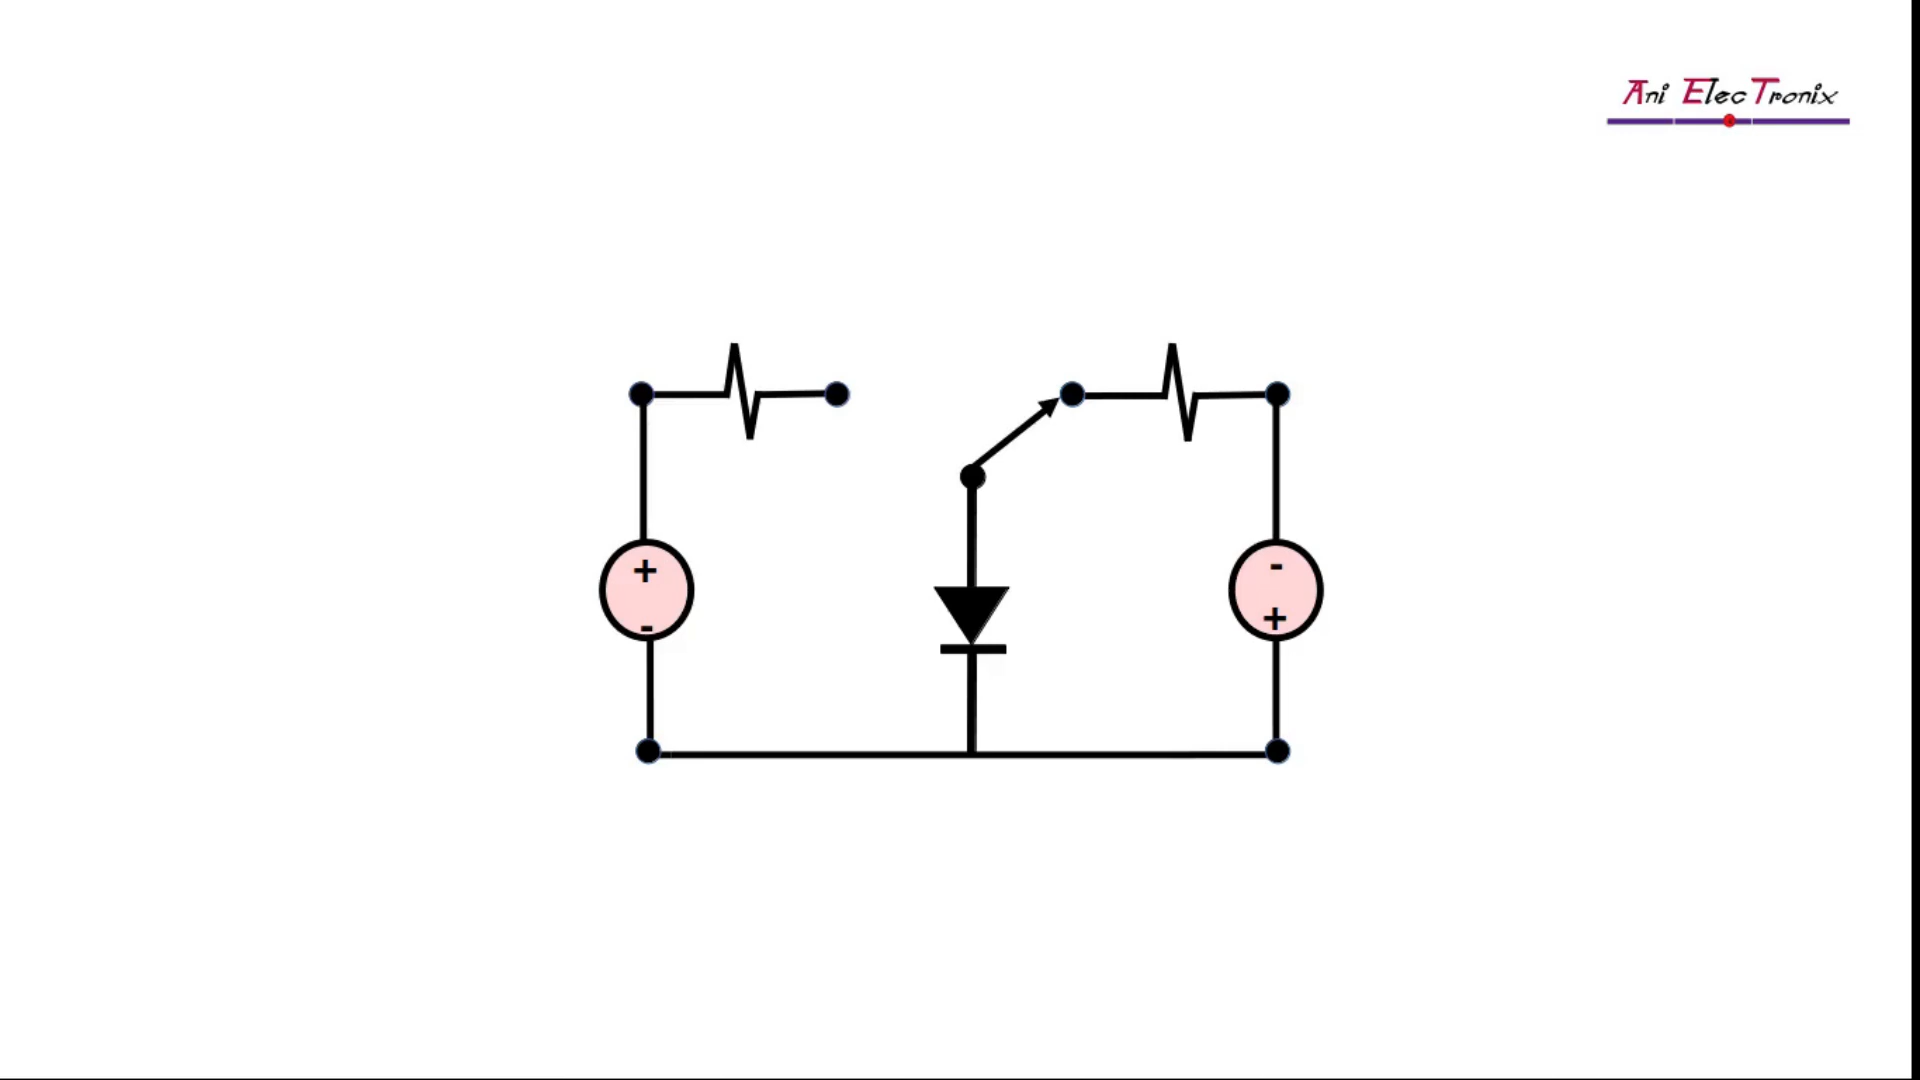 Ani ElecTronix
+
-
-
+